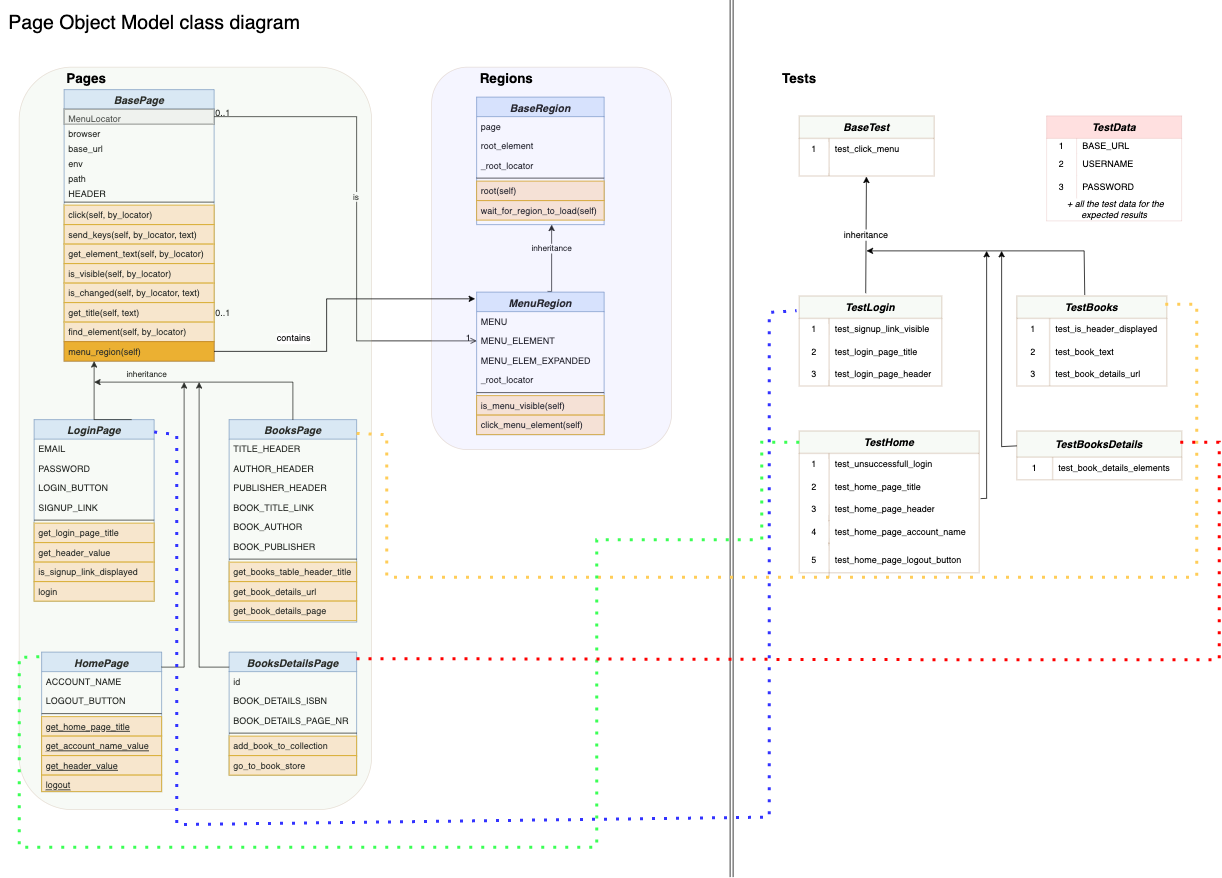 Page Object Model class diagram
Pages
BasePage
MenuLocator
browser
base_url
env
path
HEADER
click(self, by_locator)
send_keys(self, by_locator, text)
get_element_text(self, by_locator)
is_visible(self, by_locator)
is_changed(self, by_locator, text)
get_title(self, text)
find_element(self, by_locator)
menu_region(self)
0..1
is
0..1
contains
1
inheritance
LoginPage
EMAIL
PASSWORD
LOGIN_BUTTON
SIGNUP_LINK
get_login_page_title
get_header_value
is_signup_link_displayed
login
BooksPage
TITLE_HEADER
AUTHOR_HEADER
PUBLISHER_HEADER
BOOK_TITLE_LINK
BOOK_AUTHOR
BOOK_PUBLISHER
get_books_table_header_title
get_book_details_url
get_book_details_page
HomePage
ACCOUNT_NAME
LOGOUT_BUTTON
get_home_page_title
get_account_name_value
get_header_value
logout
BooksDetailsPage
id
BOOK_DETAILS_ISBN
BOOK_DETAILS_PAGE_NR
add_book_to_collection
go_to_book_store
Regions
BaseRegion
page
root_element
_root_locator
root(self)
wait_for_region_to_load(self)
inheritance
MenuRegion
MENU
MENU_ELEMENT
MENU_ELEM_EXPANDED
_root_locator
is_menu_visible(self)
click_menu_element(self)
Tests
BaseTest
1 test_click_menu
TestData
1 BASE_URL
2 USERNAME
3 PASSWORD
+ all the test data for the
expected results
inheritance
TestLogin
1 test_signup_link_visible
2 test_login_page_title
3 test_login_page_header
TestBooks
1 test_is_header_displayed
2 test_book_text
3 test_book_details_url
TestHome
1 test_unsuccessfull_login
2 test_home_page_title
3 test_home_page_header
4 test_home_page_account_name
5 test_home_page_logout_button
TestBooksDetails
1 test_book_details_elements